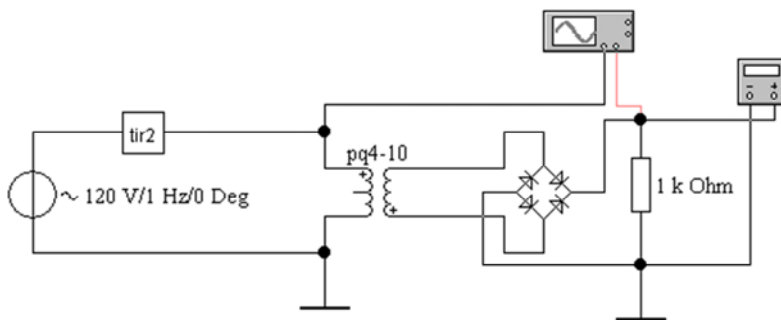 tir2
pq4-10
~ 120 V/1 Hz/0 Deg
1 k Ohm
- +
+
+